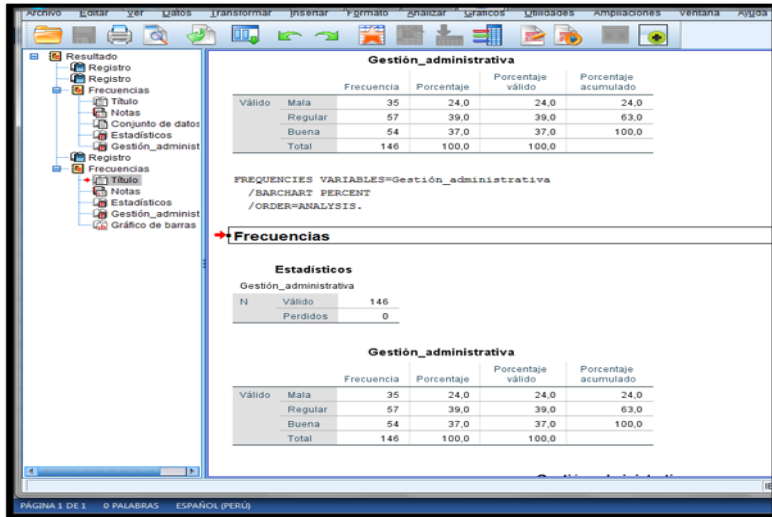 Archivo Editar Ver Datos Transformar Insertar Formato Analizar Gráficos Utilidades Ampliaciones Ventana Ayuda
Resultado
Registro
Registro
Frecuencias
Título
Notas
Conjunto de datos
Estadísticos
Gestión_administ
Registro
Frecuencias
Título
Notas
Estadísticos
Gestión_administ
Gráfico de barras
Gestión_administrativa
Frecuencia Porcentaje Porcentaje válido Porcentaje acumulado
Válido Mala 35 24,0 24,0 24,0
Regular 57 39,0 39,0 63,0
Buena 54 37,0 37,0 100,0
Total 146 100,0 100,0
FREQUENCIES VARIABLES=Gestión_administrativa
/BARCHART PERCENT
/ORDER=ANALYSIS.
Frecuencias
Estadísticos
Gestión_administrativa
N Válido 146
Perdidos 0
Gestión_administrativa
Frecuencia Porcentaje Porcentaje válido Porcentaje acumulado
Válido Mala 35 24,0 24,0 24,0
Regular 57 39,0 39,0 63,0
Buena 54 37,0 37,0 100,0
Total 146 100,0 100,0
PÁGINA 1 DE 1 0 PALABRAS ESPAÑOL (PERÚ)